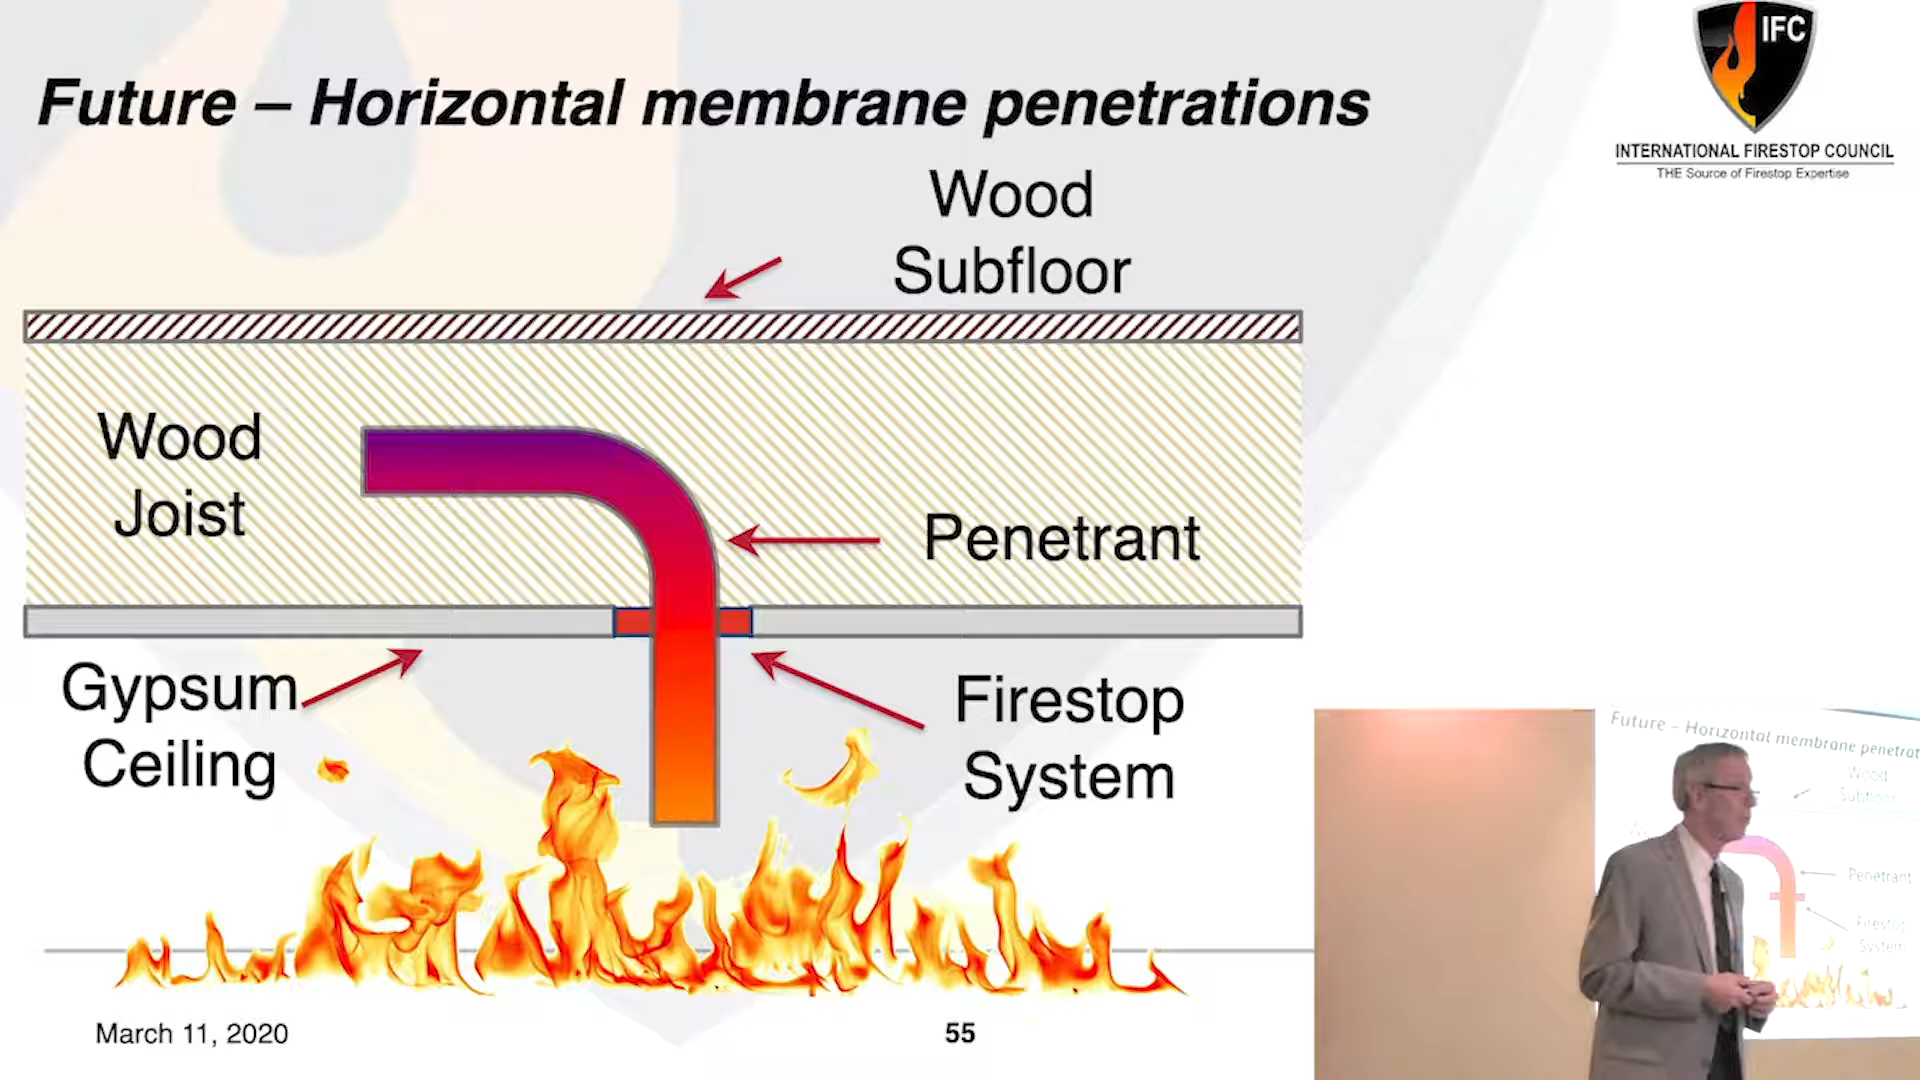 Future – Horizontal membrane penetrations
IFC
INTERNATIONAL FIRESTOP COUNCIL
THE Source of Firestop Expertise
Wood
Subfloor
Wood
Joist
Penetrant
Gypsum
Ceiling
Firestop
System
March 11, 2020
55
Future – Horizontal membrane penetrat
Wood
Subfloor
Penetrant
Firestop
System